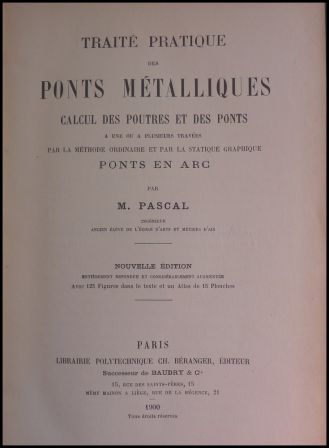 TRAITÉ PRATIQUE
DES
PONTS MÉTALLIQUES
CALCUL DES POUTRES ET DES PONTS
A UNE OU A PLUSIEURS TRAVÉES
PAR LA MÉTHODE ORDINAIRE ET PAR LA STATIQUE GRAPHIQUE
PONTS EN ARC
PAR
M. PASCAL
INGÉNIEUR
ANCIEN ÉLÈVE DE L'ÉCOLE D'ARTS ET MÉTIERS D'AIX
NOUVELLE ÉDITION
ENTIÈREMENT REFONDUE ET CONSIDÉRABLEMENT AUGMENTÉE
Avec 125 Figures dans le texte et un Atlas de 15 Planches
PARIS
LIBRAIRIE POLYTECHNIQUE CH. BÉRANGER, ÉDITEUR
Successeur de BAUDRY & Cie
15, RUE DES SAINTS-PÈRES, 15
MÊME MAISON A LIÈGE, RUE DE LA RÉGENCE, 21
1900
Tous droits réservés